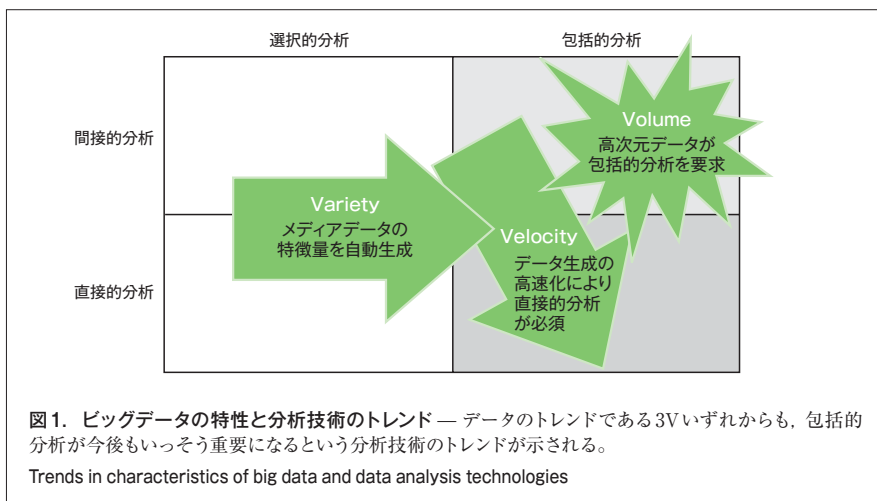 選択的分析
包括的分析
間接的分析
直接的分析
Volume
高次元データが
包括的分析を要求
Variety
メディアデータの
特徴量を自動生成
Velocity
データ生成の
高速化により
直接的分析
が必須
図1. ビッグデータの特性と分析技術のトレンド — データのトレンドである3Vいずれからも，包括的
分析が今後もいっそう重要になるという分析技術のトレンドが示される。
Trends in characteristics of big data and data analysis technologies